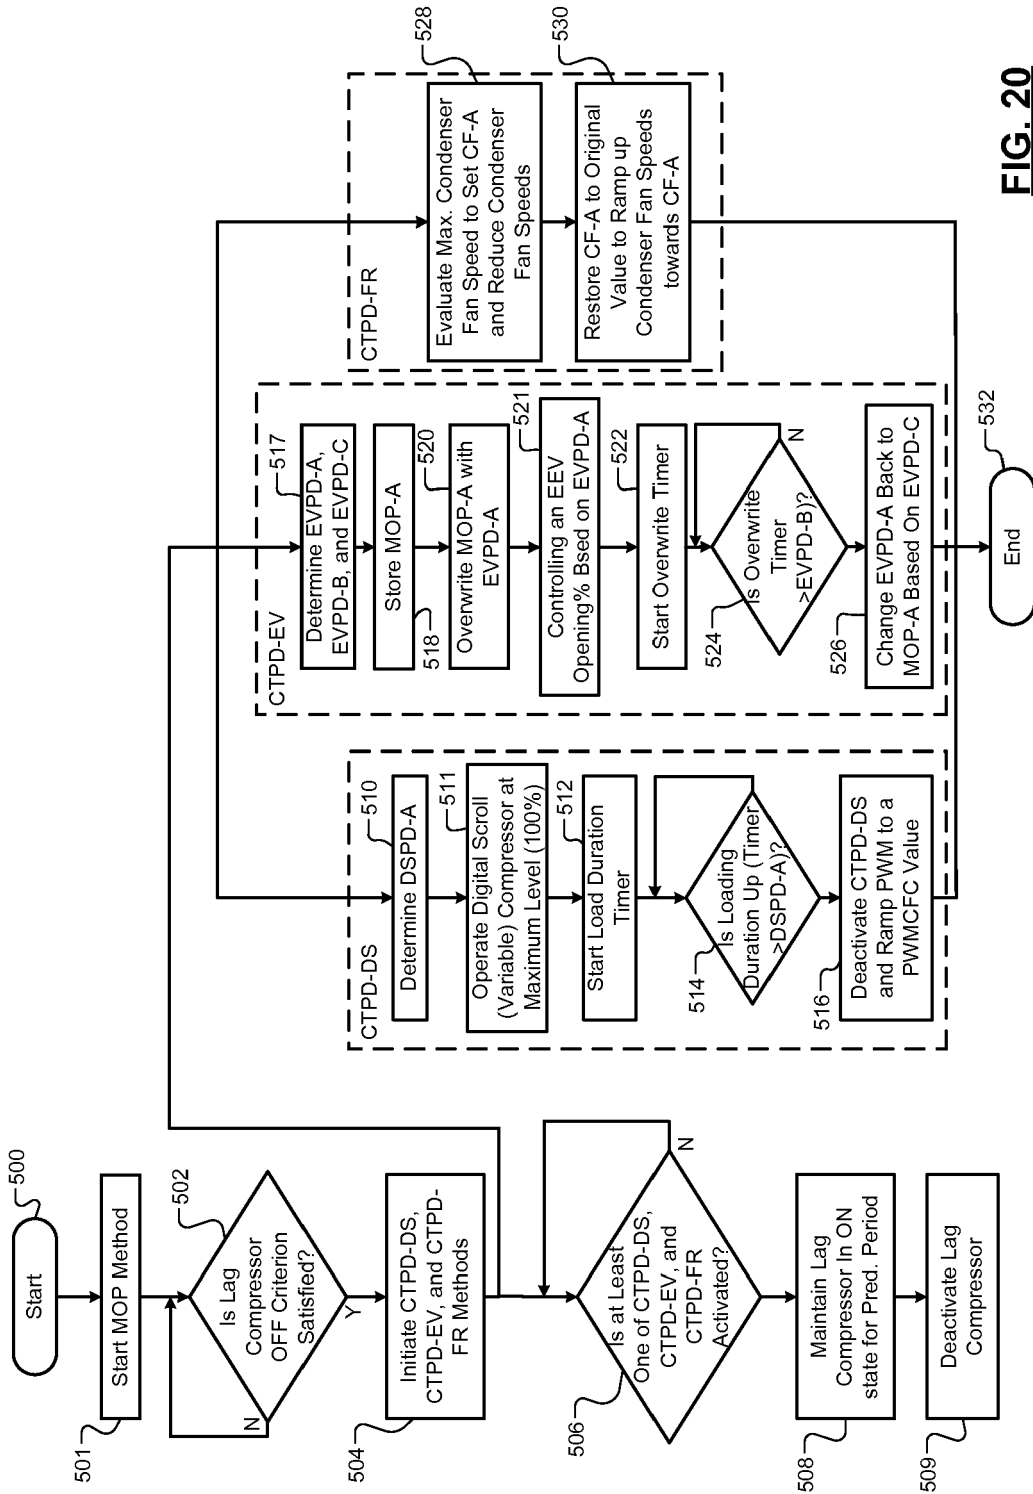 500
Start
501
Start MOP Method
502
Is Lag
Compressor
OFF Criterion
Satisfied?
N
Y
504
Initiate CTPD-DS,
CTPD-EV, and CTPD-
FR Methods
506
Is at Least
One of CTPD-DS,
CTPD-EV, and
CTPD-FR
Activated?
N
508
Maintain Lag
Compressor In ON
state for Pred. Period
509
Deactivate Lag
Compressor
CTPD-DS
510
Determine DSPD-A
511
Operate Digital Scroll
(Variable) Compressor at
Maximum Level (100%)
512
Start Load Duration
Timer
514
Is Loading
Duration Up (Timer
>DSPD-A)?
516
Deactivate CTPD-DS
and Ramp PWM to a
PWMCFC Value
CTPD-EV
517
Determine EVPD-A,
EVPD-B, and EVPD-C
518
Store MOP-A
520
Overwrite MOP-A with
EVPD-A
521
Controlling an EEV
Opening% Bsed on EVPD-A
522
Start Overwrite Timer
524
Is Overwrite
Timer
>EVPD-B)?
N
526
Change EVPD-A Back to
MOP-A Based On EVPD-C
CTPD-FR
528
Evaluate Max. Condenser
Fan Speed to Set CF-A
and Reduce Condenser
Fan Speeds
530
Restore CF-A to Original
Value to Ramp up
Condenser Fan Speeds
towards CF-A
532
End
FIG. 20